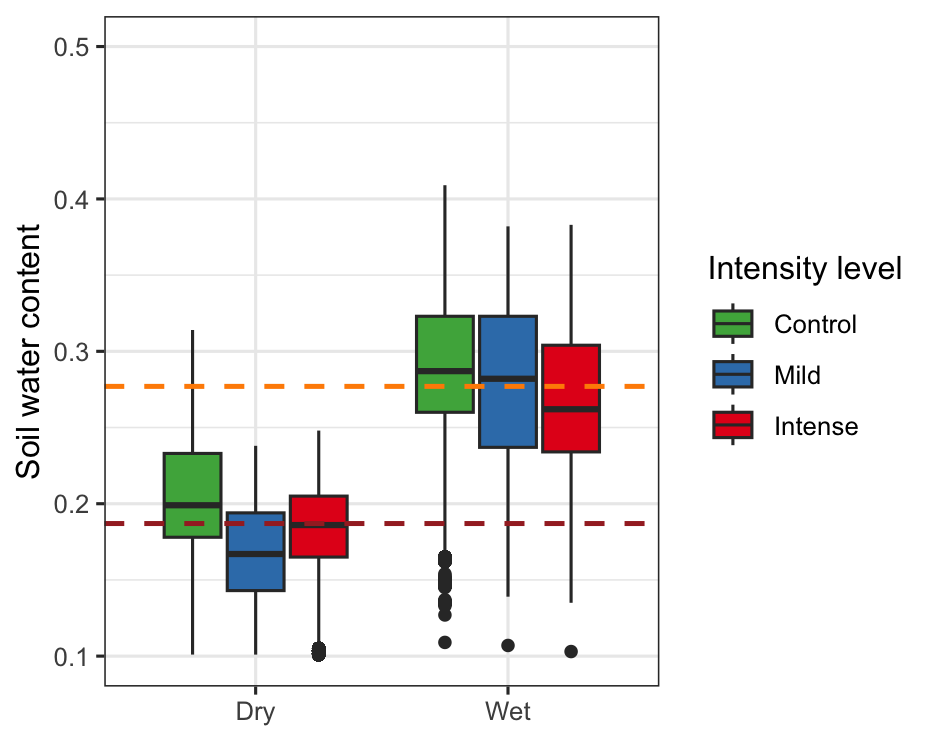 Soil water content
0.5
0.4
0.3
0.2
0.1
Dry
Wet
Intensity level
Control
Mild
Intense